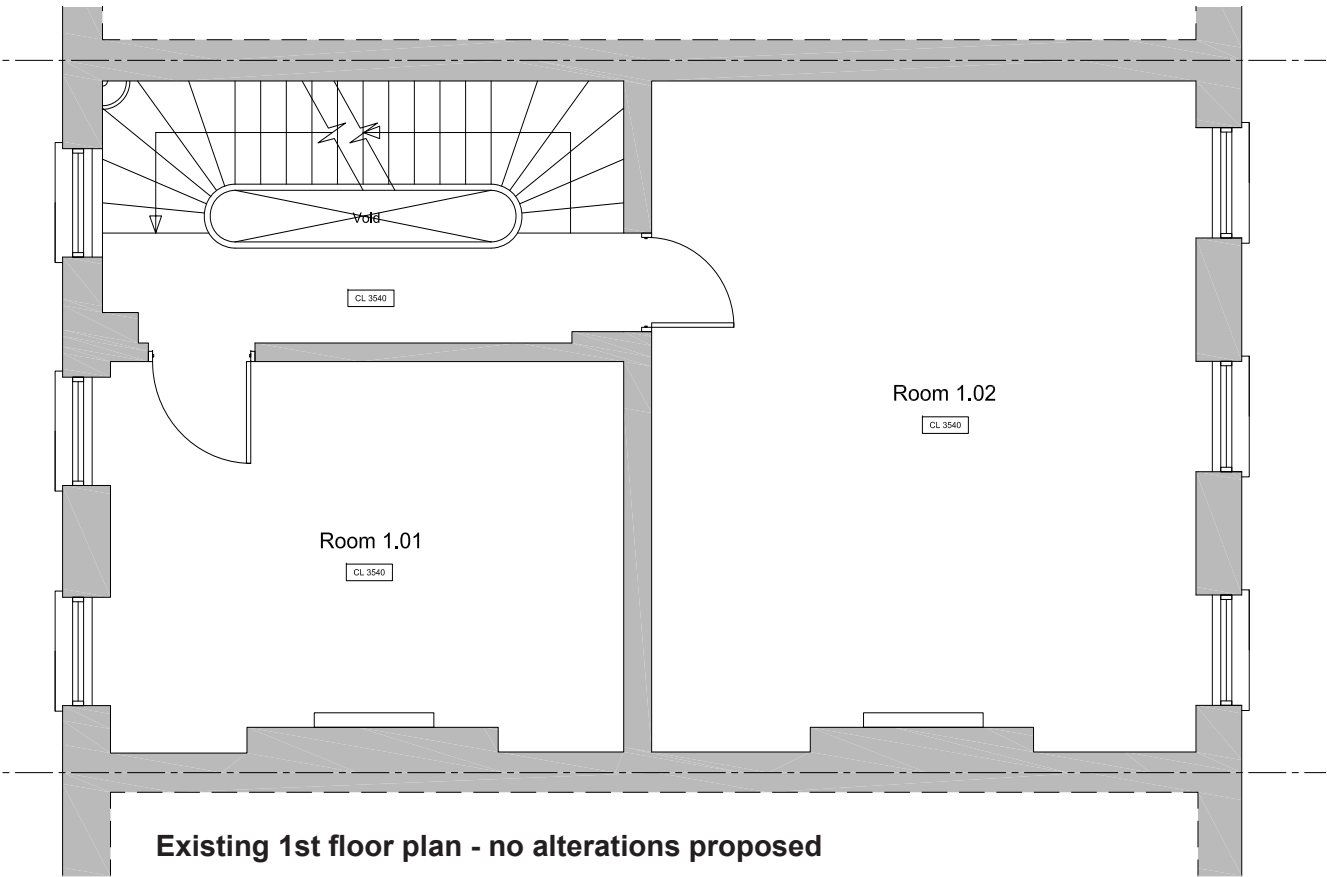 Void
CL 3540
Room 1.02
CL 3540
Room 1.01
CL 3540
Existing 1st floor plan - no alterations proposed